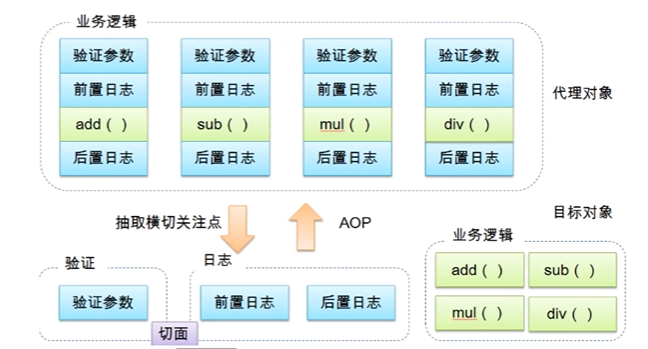 业务逻辑
验证参数 验证参数 验证参数 验证参数
前置日志 前置日志 前置日志 前置日志
代理对象
add（ ） sub（ ） mul（ ） div（ ）
后置日志 后置日志 后置日志 后置日志
抽取横切关注点
AOP
目标对象
验证
日志
业务逻辑
验证参数
前置日志 后置日志
add（ ） sub（ ）
mul（ ） div（ ）
切面